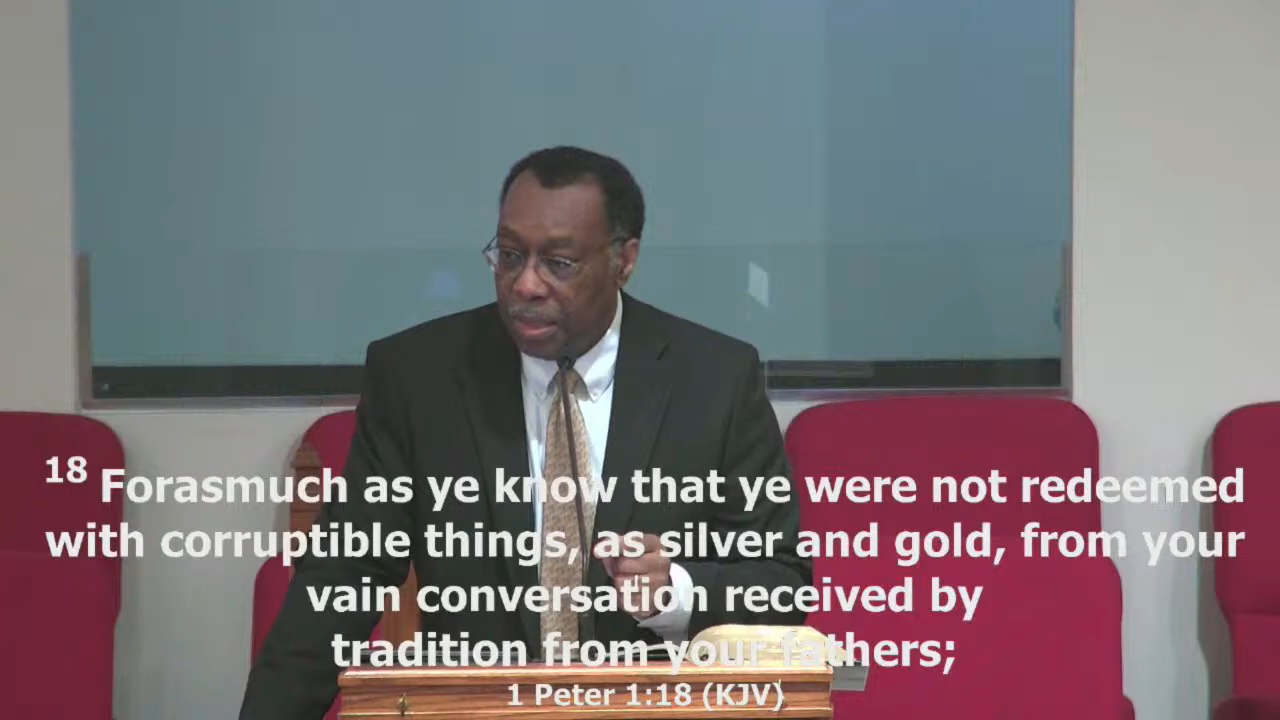 18 Forasmuch as ye know that ye were not redeemed
with corruptible things, as silver and gold, from your
vain conversation received by
tradition from your fathers;
1 Peter 1:18 (KJV)